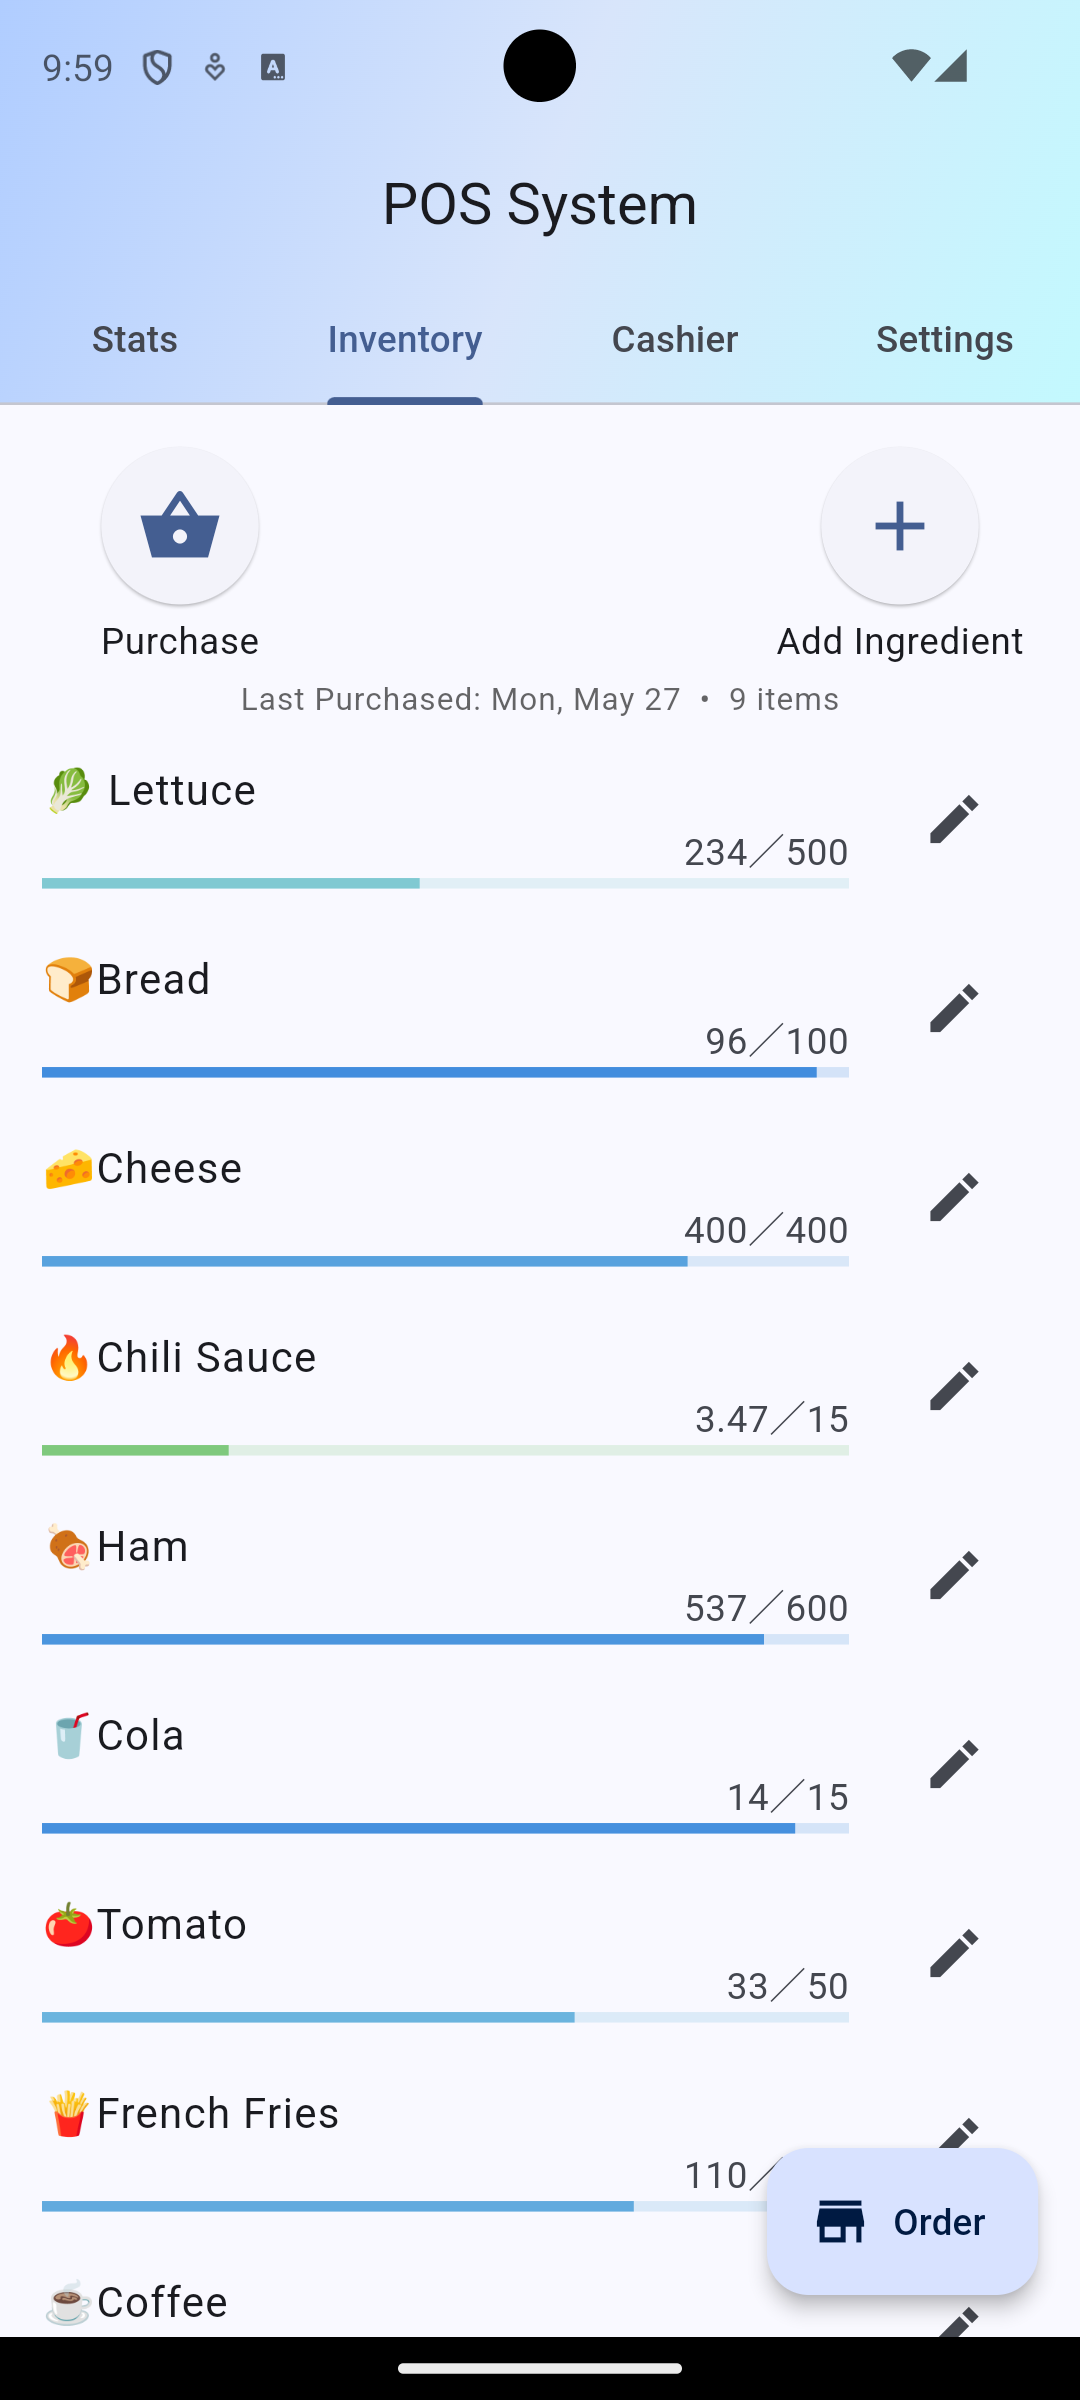 9:59
POS System
Stats Inventory Cashier Settings
Purchase Add Ingredient
Last Purchased: Mon, May 27 • 9 items
🥬 Lettuce
234／500
🍞Bread
96／100
🧀Cheese
400／400
🔥Chili Sauce
3.47／15
🍖Ham
537／600
🥤Cola
14／15
🍅Tomato
33／50
🍟French Fries
110／
Order
☕Coffee